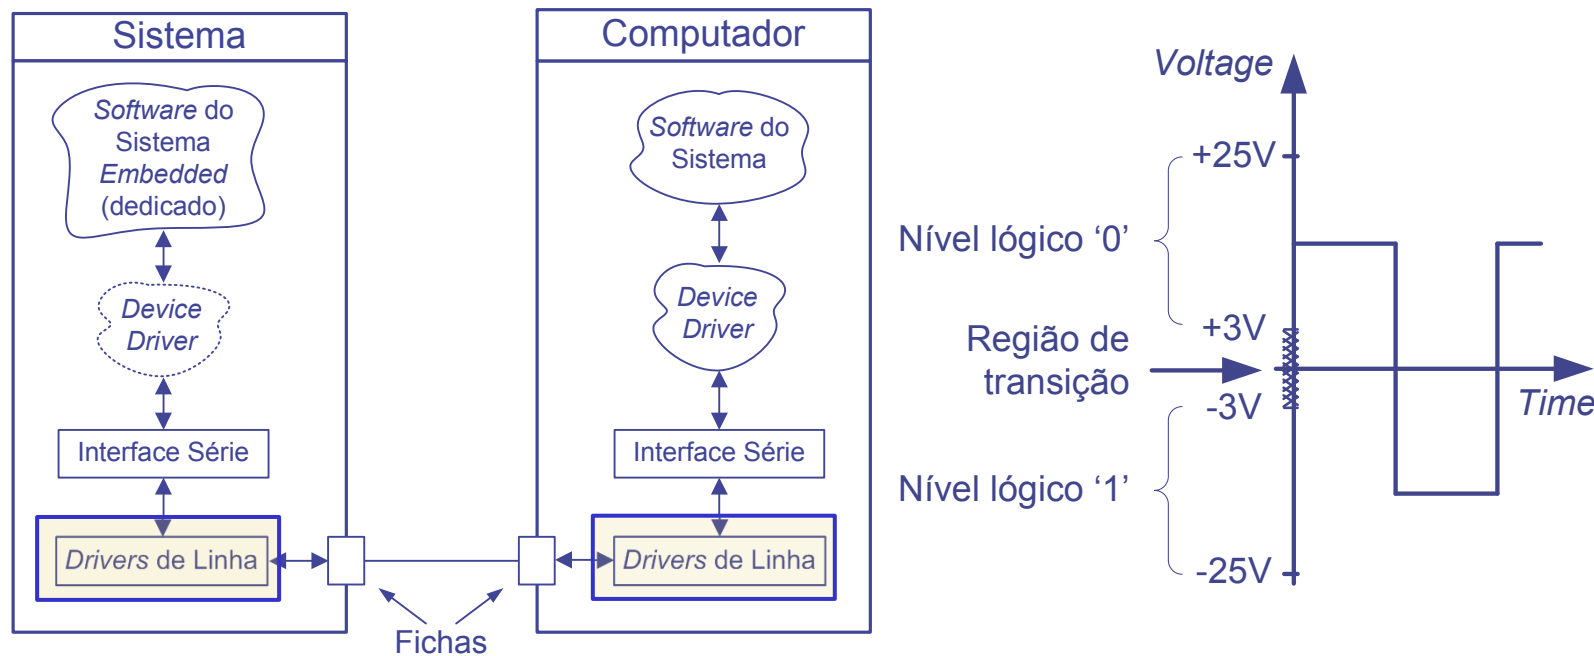 Sistema
Software do
Sistema
Embedded
(dedicado)
Device
Driver
Interface Série
Drivers de Linha
Fichas
Computador
Software do
Sistema
Device
Driver
Interface Série
Drivers de Linha
Voltage
+25V
Nível lógico ‘0’
+3V
Região de
transição
-3V
Time
Nível lógico ‘1’
-25V